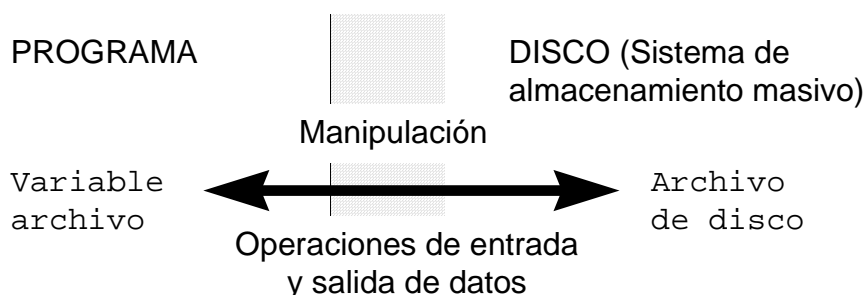 PROGRAMA
DISCO (Sistema de
almacenamiento masivo)
Manipulación
Variable
archivo
Archivo
de disco
Operaciones de entrada
y salida de datos